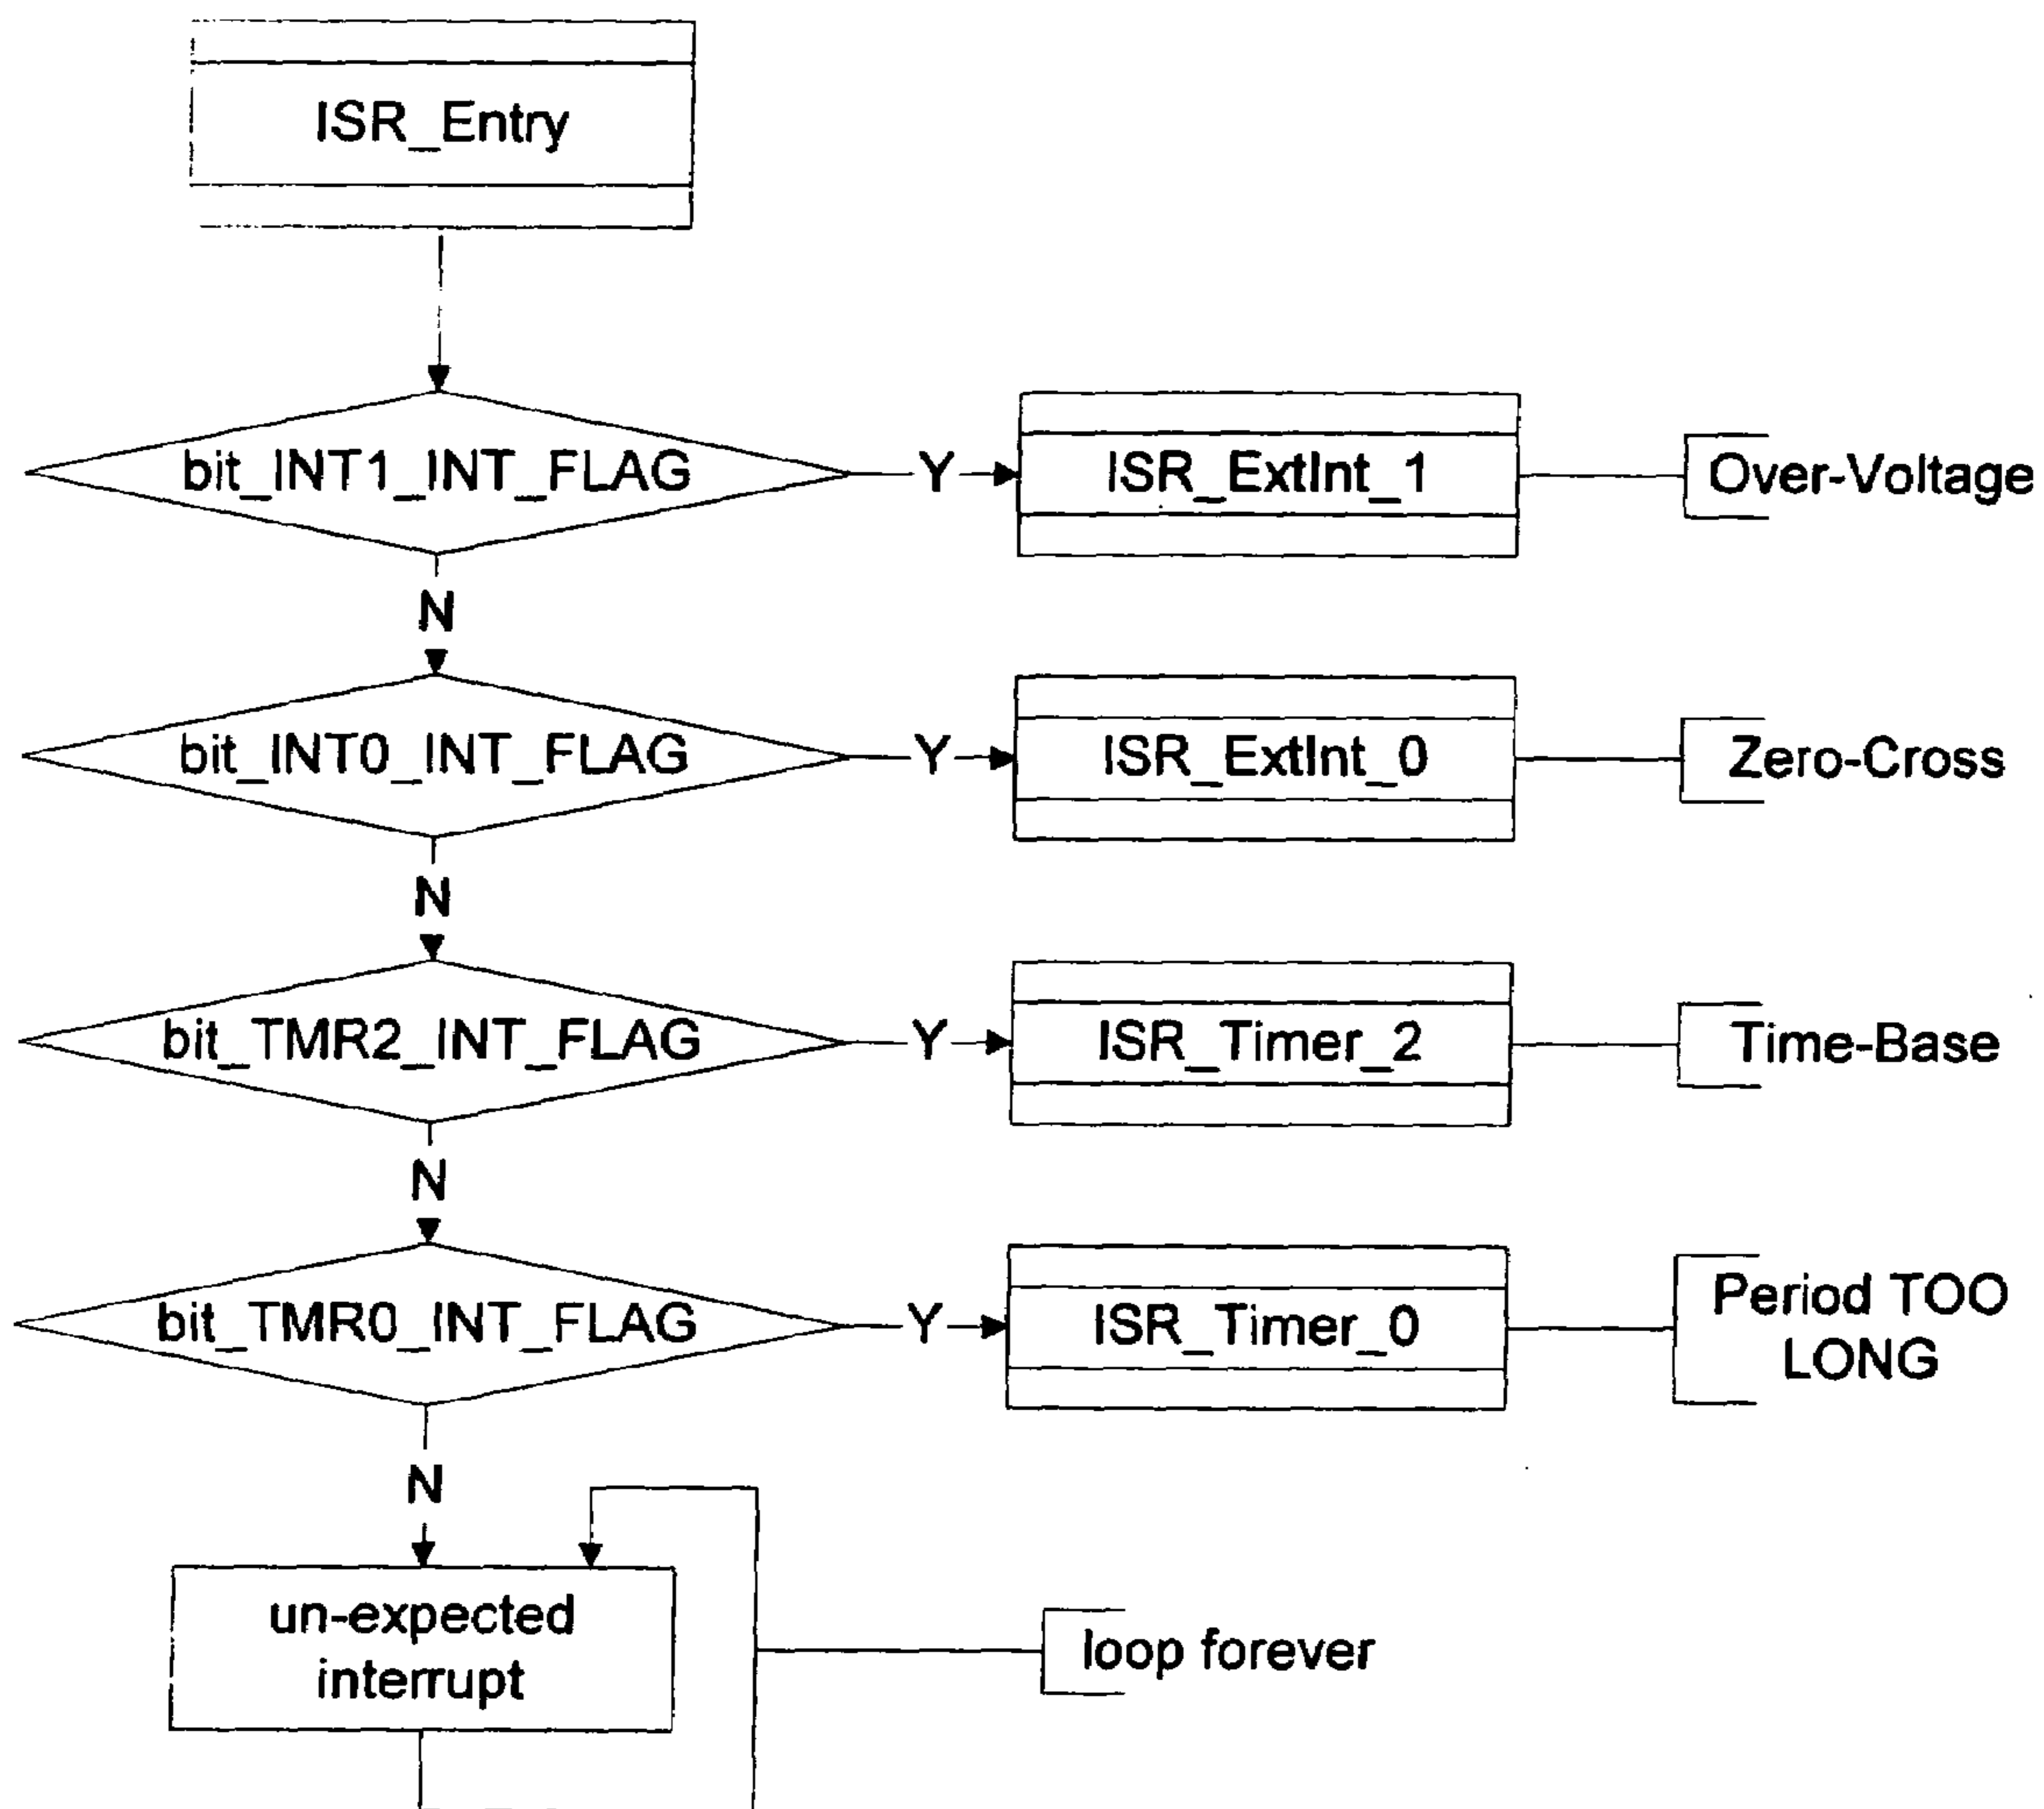 ISR_Entry
bit_INT1_INT_FLAG
Y
ISR_ExtInt_1
Over-Voltage
N
bit_INT0_INT_FLAG
Y
ISR_ExtInt_0
Zero-Cross
N
bit_TMR2_INT_FLAG
Y
ISR_Timer_2
Time-Base
N
bit_TMR0_INT_FLAG
Y
ISR_Timer_0
Period TOO
LONG
N
un-expected
interrupt
loop forever